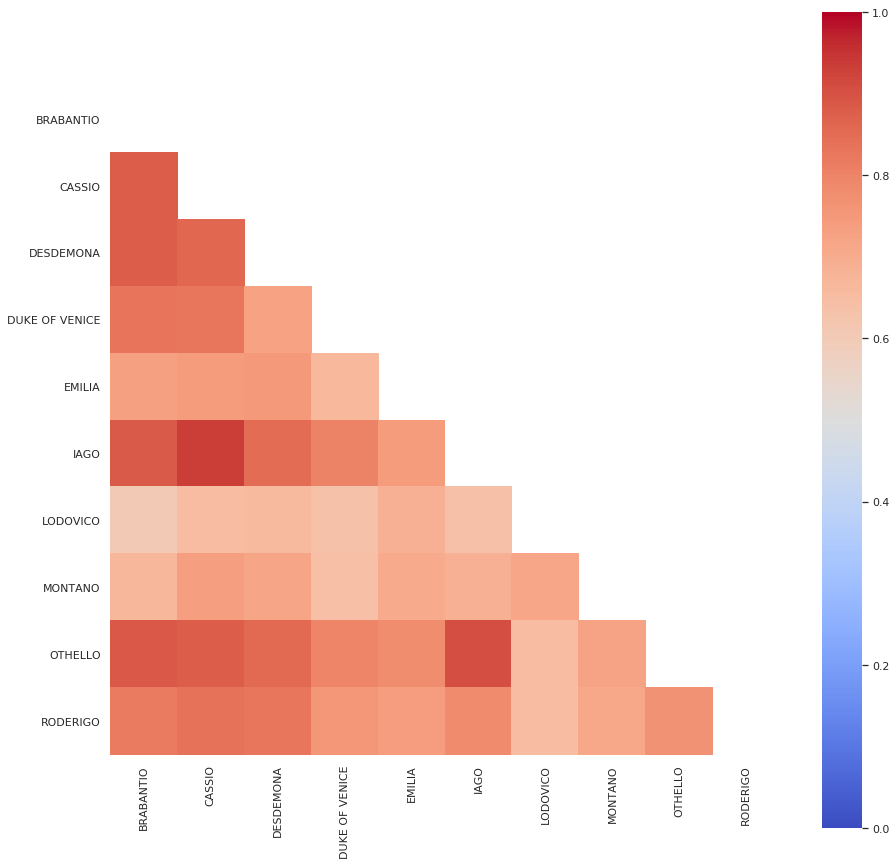 BRABANTIO
CASSIO
DESDEMONA
DUKE OF VENICE
EMILIA
IAGO
LODOVICO
MONTANO
OTHELLO
RODERIGO
BRABANTIO
CASSIO
DESDEMONA
DUKE OF VENICE
EMILIA
IAGO
LODOVICO
MONTANO
OTHELLO
RODERIGO
1.0
0.8
0.6
0.4
0.2
0.0